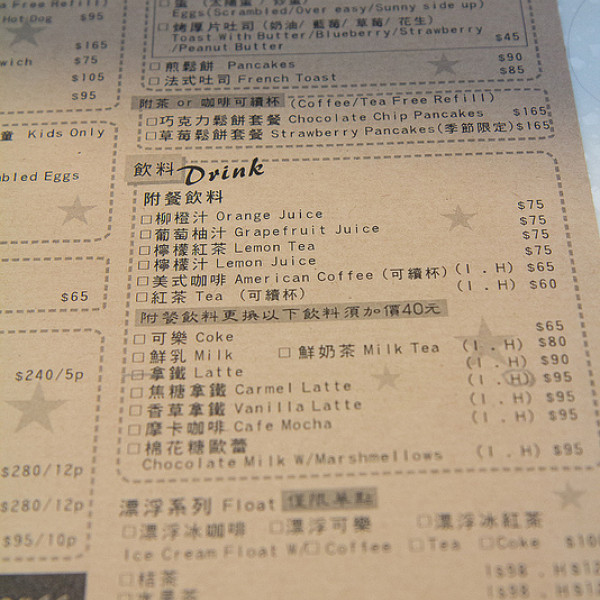 a Free Refill)
Hot Dog $95
$165
wich $75
$105
$95
童 Kids Only
mbled Eggs
$65
$240/5p
$280/12p
$280/12p
$95/10p
Eggs(Scrambled/Over easy/Sunny side up)
□烤厚片吐司 (奶油/ 藍莓/ 草莓/ 花生)
Toast With Butter/Blueberry/Strawberry
/Peanut Butter $45
□煎鬆餅 Pancakes $90
□法式吐司 French Toast $85
附茶 or 咖啡可續杯 (Coffee/Tea Free Refill)
□巧克力鬆餅套餐 Chocolate Chip Pancakes $165
□草莓鬆餅套餐 Strawberry Pancakes(季節限定)$165
飲料 Drink
附餐飲料
□柳橙汁 Orange Juice $75
□葡萄柚汁 Grapefruit Juice $75
□檸檬紅茶 Lemon Tea $75
□檸檬汁 Lemon Juice $75
□美式咖啡 American Coffee (可續杯) (I . H) $65
□紅茶 Tea (可續杯) (I . H) $60
附餐飲料更換以下飲料須加價40元
□可樂 Coke $65
□鮮乳 Milk □鮮奶茶 Milk Tea (I . H) $80
□拿鐵 Latte (I . H) $90
□焦糖拿鐵 Carmel Latte (I . H) $95
□香草拿鐵 Vanilla Latte (I . H) $95
□摩卡咖啡 Cafe Mocha (I . H) $95
□棉花糖歐蕾
Chocolate Milk W/Marshmellows (I . H) $95
漂浮系列 Float 僅限單點
□漂浮冰咖啡 □漂浮可樂 □漂浮冰紅茶
Ice Cream Float W/□ Coffee □Tea □Coke
□桔茶
□水果茶